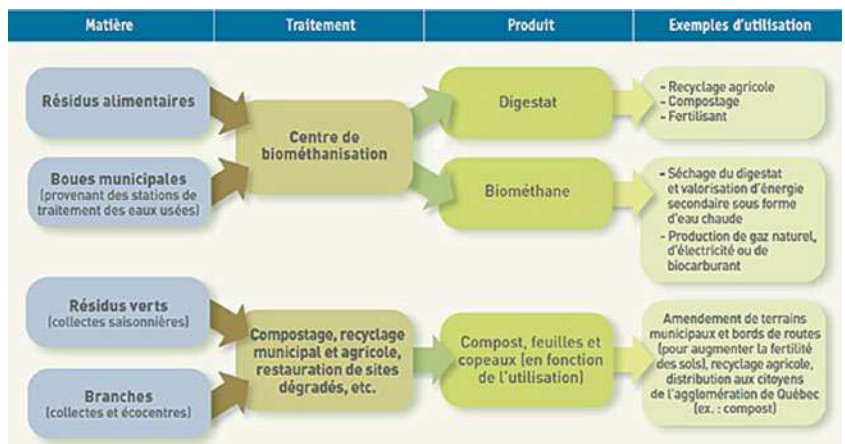 Matière
Traitement
Produit
Exemples d'utilisation
Résidus alimentaires
Boues municipales
(provenant des stations de
traitement des eaux usées)
Centre de
biométhanisation
Digestat
- Recyclage agricole
- Compostage
- Fertilisant
Biométhane
- Séchage du digestat
et valorisation d'énergie
secondaire sous forme
d'eau chaude
- Production de gaz naturel,
d'électricité ou de
biocarburant
Résidus verts
(collectes saisonnières)
Branches
(collectes et écocentres)
Compostage, recyclage
municipal et agricole,
restauration de sites
dégradés, etc.
Compost, feuilles et
copeaux (en fonction
de l'utilisation)
Amendement de terrains
municipaux et bords de routes
(pour augmenter la fertilité
des sols), recyclage agricole,
distribution aux citoyens
de l'agglomération de Québec
(ex. : compost)